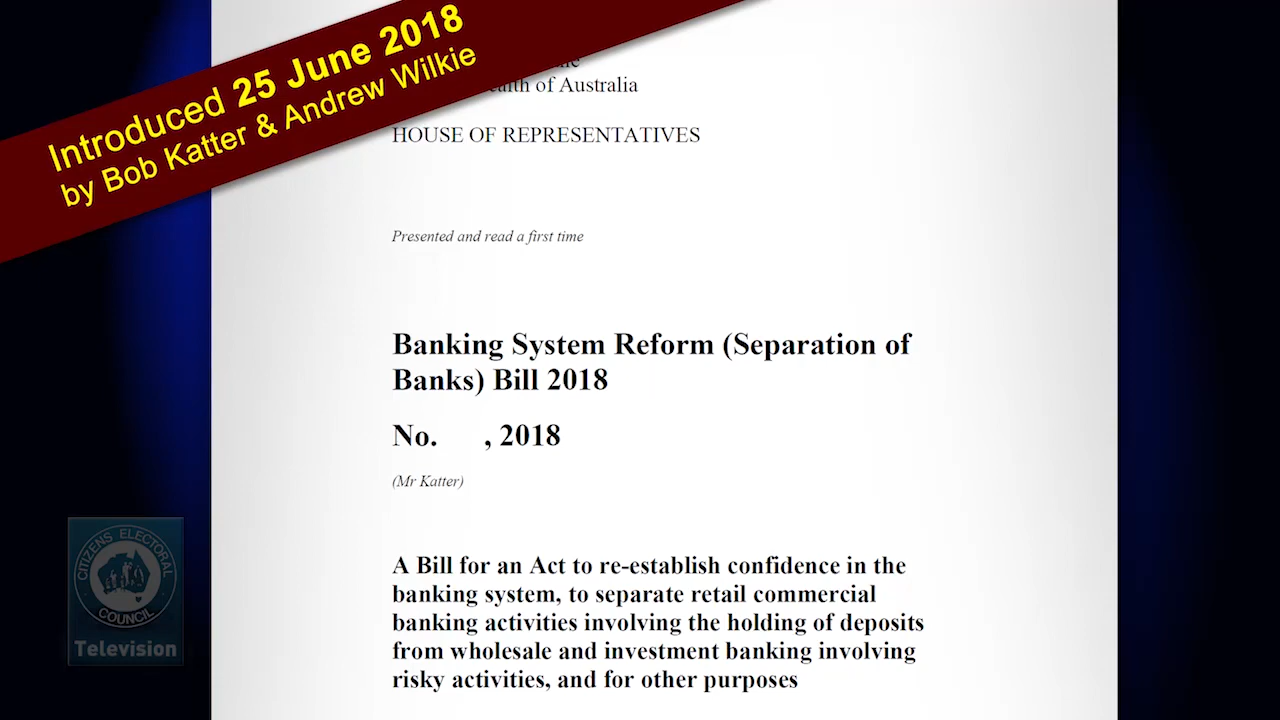 Introduced 25 June 2018
by Bob Katter & Andrew Wilkie
of Australia
HOUSE OF REPRESENTATIVES
Presented and read a first time
Banking System Reform (Separation of
Banks) Bill 2018
No. , 2018
(Mr Katter)
A Bill for an Act to re-establish confidence in the
banking system, to separate retail commercial
banking activities involving the holding of deposits
from wholesale and investment banking involving
risky activities, and for other purposes
CITIZENS ELECTORAL
COUNCIL
Television